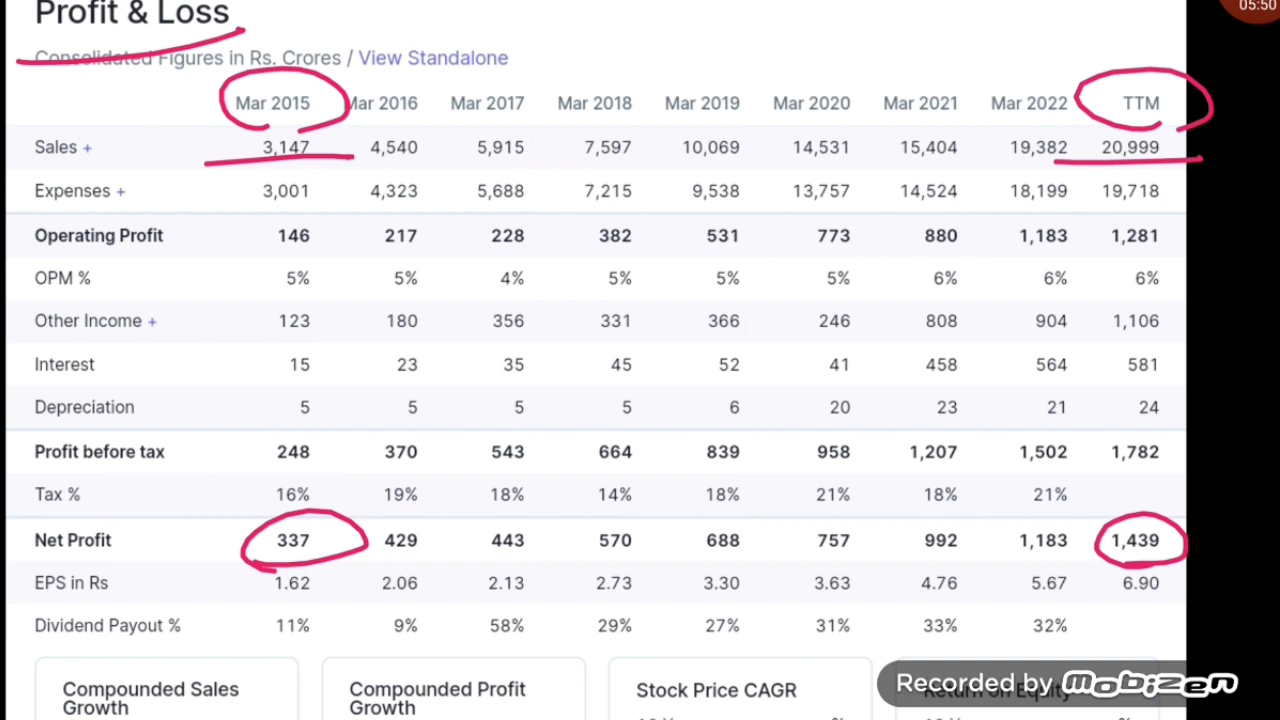 05:50
Profit & Loss
Consolidated Figures in Rs. Crores / View Standalone
Mar 2015 Mar 2016 Mar 2017 Mar 2018 Mar 2019 Mar 2020 Mar 2021 Mar 2022 TTM
Sales + 3,147 4,540 5,915 7,597 10,069 14,531 15,404 19,382 20,999
Expenses + 3,001 4,323 5,688 7,215 9,538 13,757 14,524 18,199 19,718
Operating Profit 146 217 228 382 531 773 880 1,183 1,281
OPM % 5% 5% 4% 5% 5% 5% 6% 6% 6%
Other Income + 123 180 356 331 366 246 808 904 1,106
Interest 15 23 35 45 52 41 458 564 581
Depreciation 5 5 5 5 6 20 23 21 24
Profit before tax 248 370 543 664 839 958 1,207 1,502 1,782
Tax % 16% 19% 18% 14% 18% 21% 18% 21%
Net Profit 337 429 443 570 688 757 992 1,183 1,439
EPS in Rs 1.62 2.06 2.13 2.73 3.30 3.63 4.76 5.67 6.90
Dividend Payout % 11% 9% 58% 29% 27% 31% 33% 32%
Compounded Sales Growth
Compounded Profit Growth
Stock Price CAGR
Return on Equity
Recorded by Mobizen